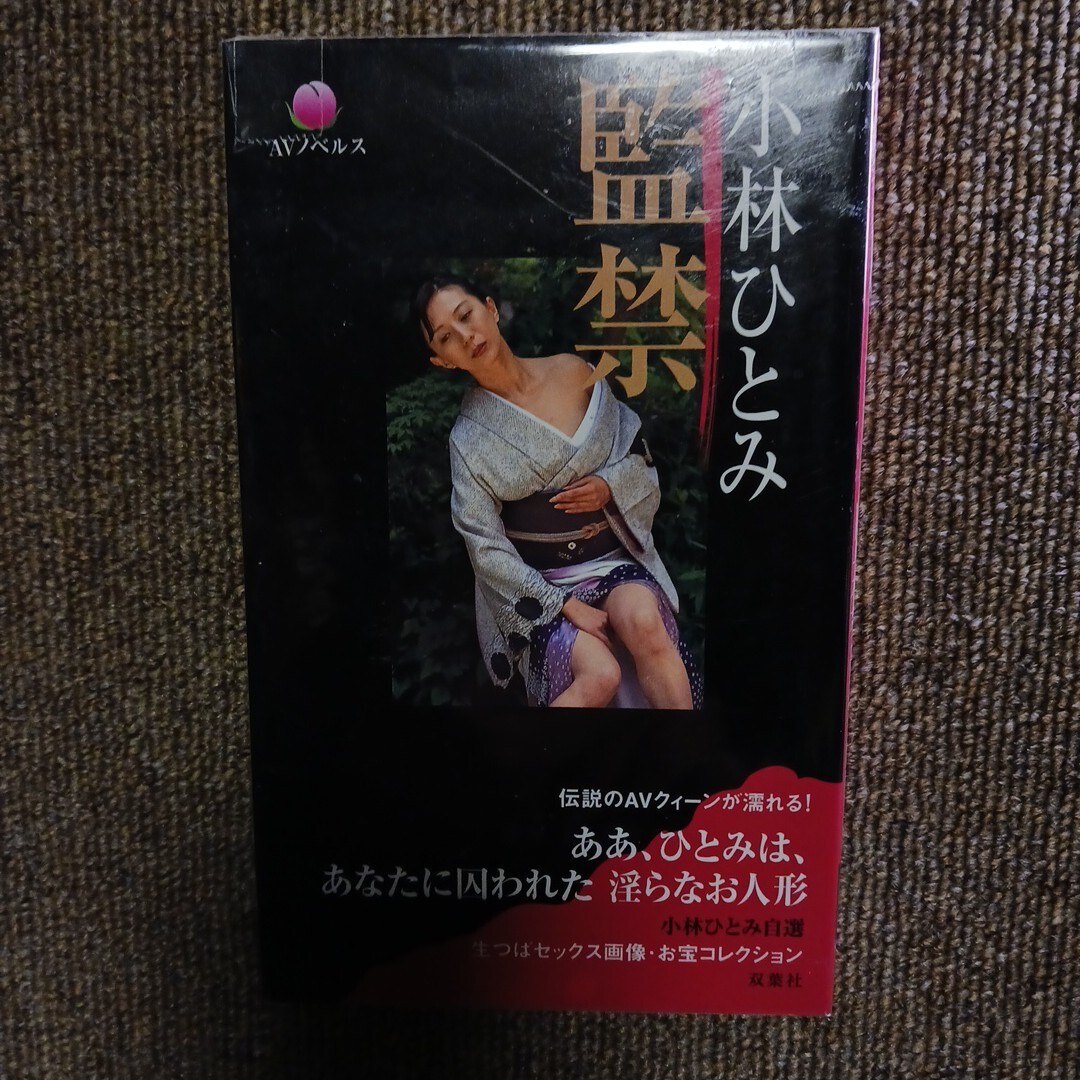 AVノベルス
小林ひとみ
監禁
伝説のAVクィーンが濡れる!
ああ、ひとみは、
あなたに囚われた 淫らなお人形
小林ひとみ自選
生つばセックス画像・お宝コレクション
双葉社